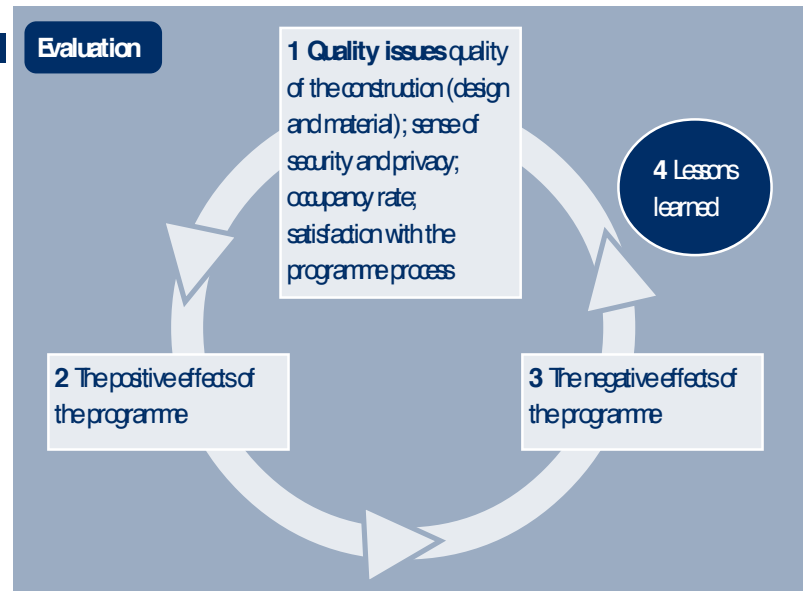 Evaluation
1 Quality issues quality
of the construction (design
and material); sense of
security and privacy;
occupancy rate;
satisfaction with the
programme process
4 Lessons
learned
2 The positive effects of
the programme
3 The negative effects of
the programme